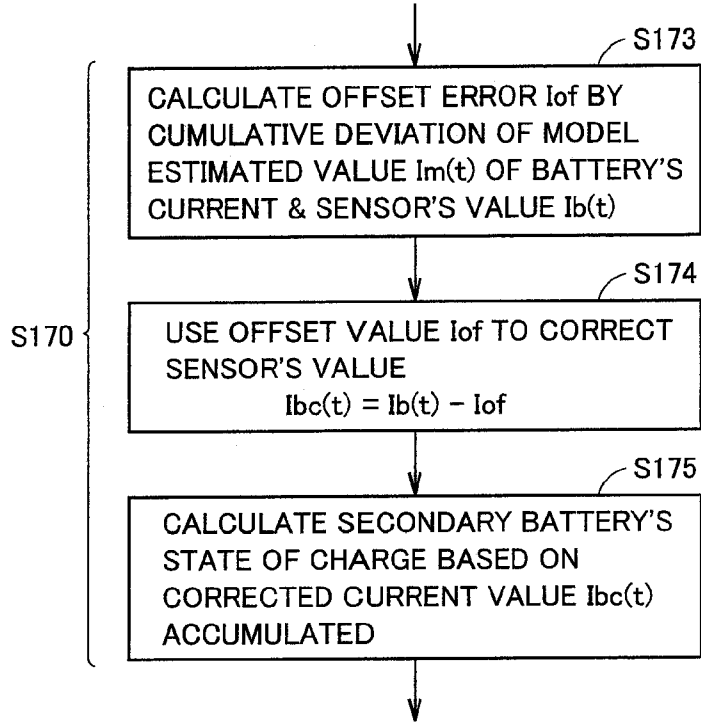 S173
CALCULATE OFFSET ERROR Iof BY
CUMULATIVE DEVIATION OF MODEL
ESTIMATED VALUE Im(t) OF BATTERY'S
CURRENT & SENSOR'S VALUE Ib(t)
S174
S170
USE OFFSET VALUE Iof TO CORRECT
SENSOR'S VALUE
Ibc(t) = Ib(t) − Iof
S175
CALCULATE SECONDARY BATTERY'S
STATE OF CHARGE BASED ON
CORRECTED CURRENT VALUE Ibc(t)
ACCUMULATED